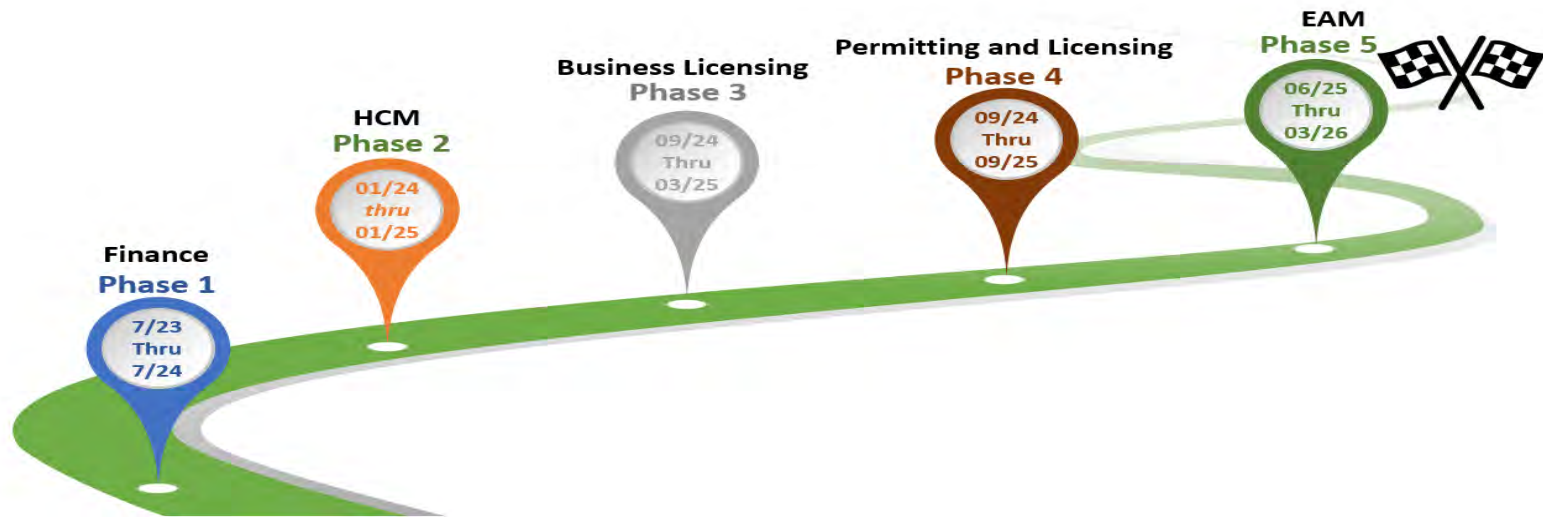 Finance
Phase 1
7/23
Thru
7/24
HCM
Phase 2
01/24
thru
01/25
Business Licensing
Phase 3
09/24
Thru
03/25
Permitting and Licensing
Phase 4
09/24
Thru
09/25
EAM
Phase 5
06/25
Thru
03/26